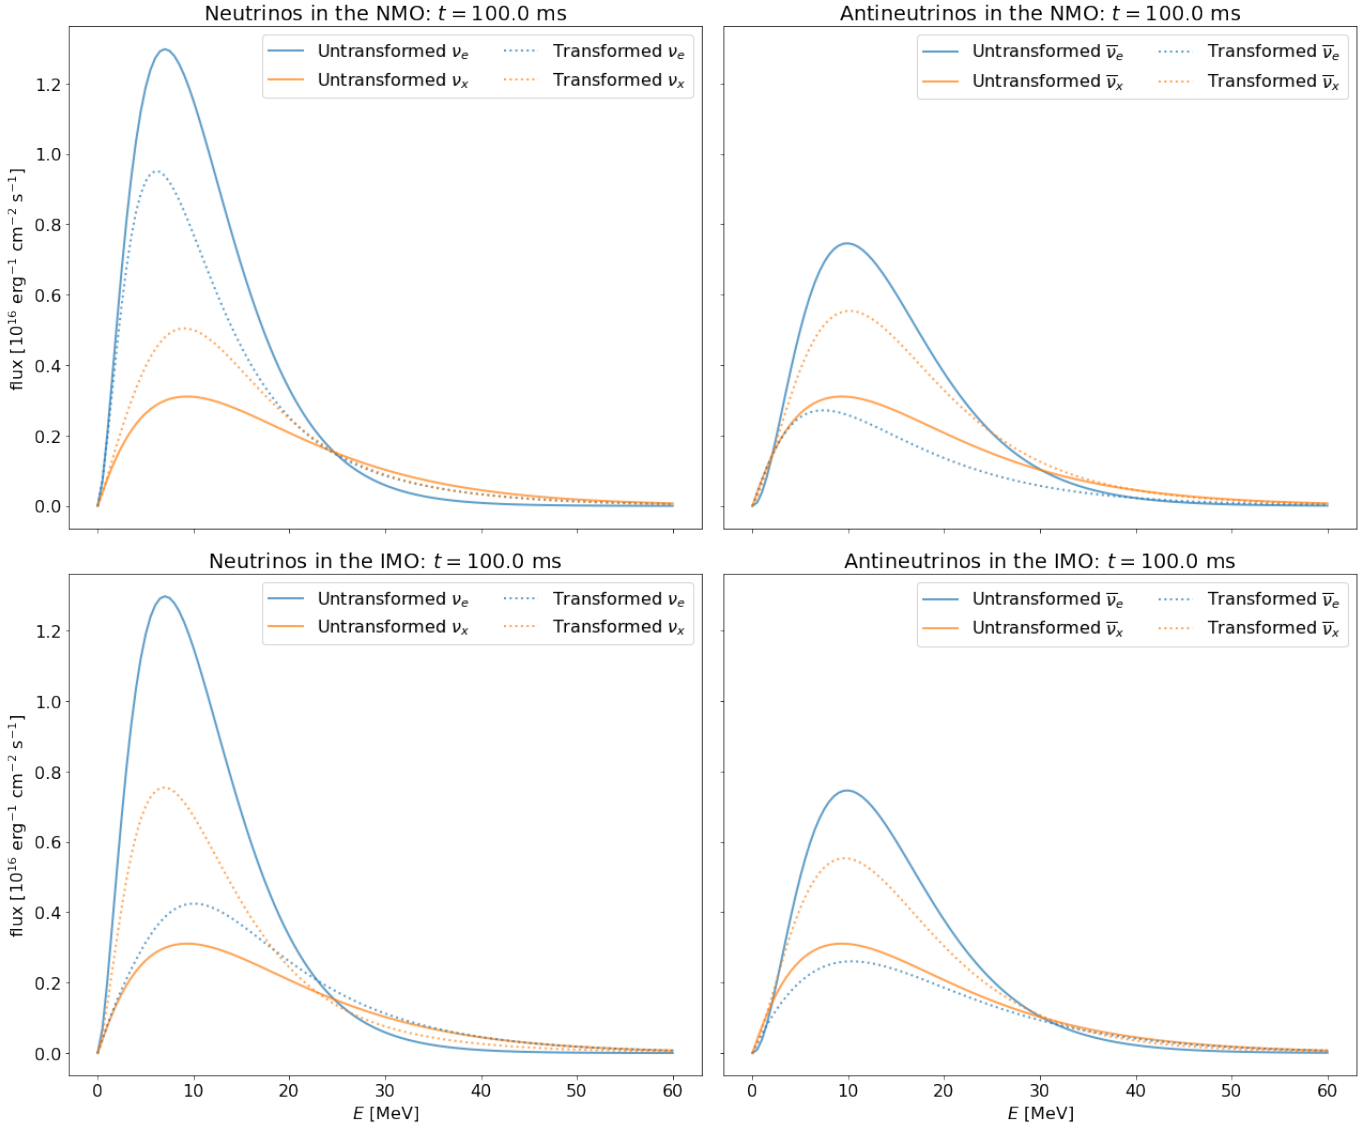 Neutrinos in the NMO: t = 100.0 ms
Antineutrinos in the NMO: t = 100.0 ms
Untransformed νₑ
Transformed νₑ
Untransformed νₓ
Transformed νₓ
Untransformed ν̅ₑ
Transformed ν̅ₑ
Untransformed ν̅ₓ
Transformed ν̅ₓ
flux [10¹⁶ erg⁻¹ cm⁻² s⁻¹]
1.2
1.0
0.8
0.6
0.4
0.2
0.0
Neutrinos in the IMO: t = 100.0 ms
Antineutrinos in the IMO: t = 100.0 ms
Untransformed νₑ
Transformed νₑ
Untransformed νₓ
Transformed νₓ
Untransformed ν̅ₑ
Transformed ν̅ₑ
Untransformed ν̅ₓ
Transformed ν̅ₓ
flux [10¹⁶ erg⁻¹ cm⁻² s⁻¹]
1.2
1.0
0.8
0.6
0.4
0.2
0.0
0 10 20 30 40 50 60
0 10 20 30 40 50 60
E [MeV]
E [MeV]